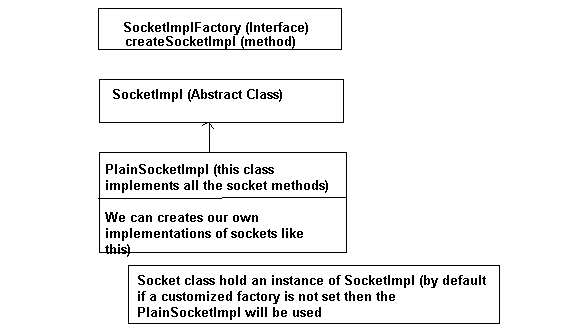 SocketImplFactory (Interface)
createSocketImpl (method)
SocketImpl (Abstract Class)
PlainSocketImpl (this class
implements all the socket methods)
We can creates our own
implementations of sockets like
this)
Socket class hold an instance of SocketImpl (by default
if a customized factory is not set then the
PlainSocketImpl will be used